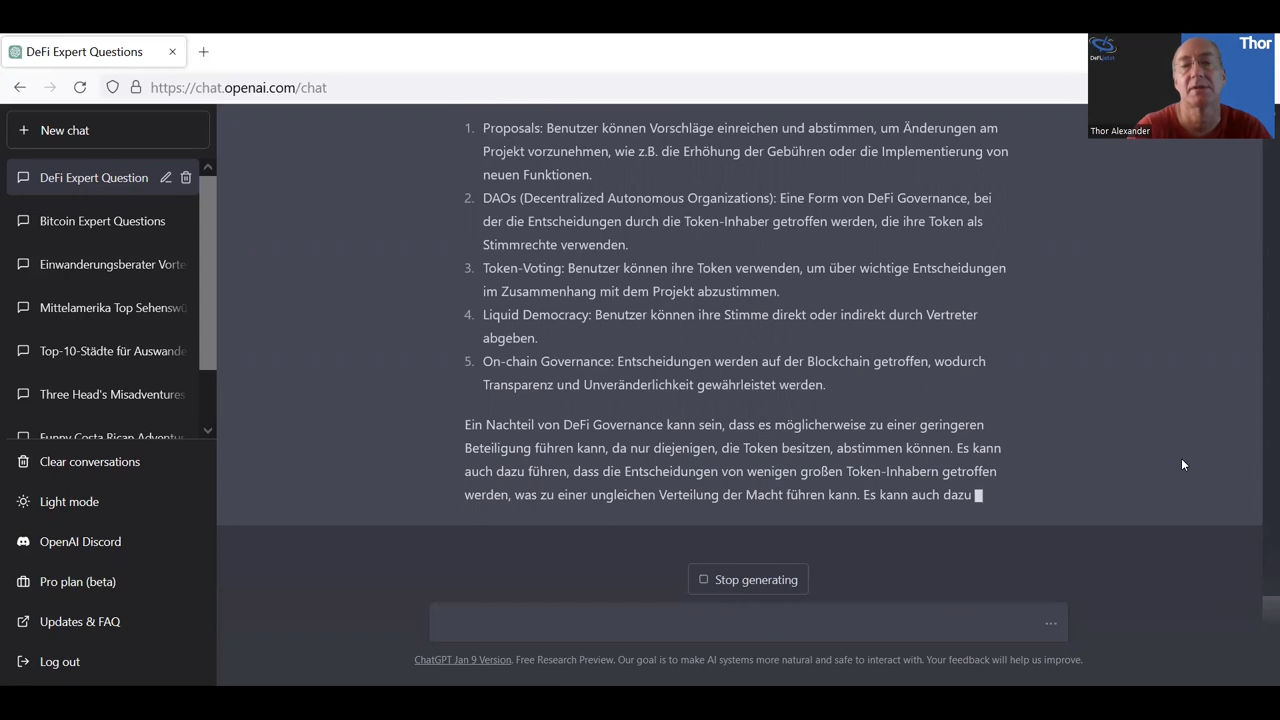 DeFi Expert Questions
https://chat.openai.com/chat
Thor
DeFi
Thor Alexander
New chat
DeFi Expert Question
Bitcoin Expert Questions
Einwanderungsberater Vorte
Mittelamerika Top Sehenswü
Top-10-Städte für Auswande
Three Head's Misadventures
Funny Costa Rican Adventur
Clear conversations
Light mode
OpenAI Discord
Pro plan (beta)
Updates & FAQ
Log out
1. Proposals: Benutzer können Vorschläge einreichen und abstimmen, um Änderungen am
Projekt vorzunehmen, wie z.B. die Erhöhung der Gebühren oder die Implementierung von
neuen Funktionen.
2. DAOs (Decentralized Autonomous Organizations): Eine Form von DeFi Governance, bei
der die Entscheidungen durch die Token-Inhaber getroffen werden, die ihre Token als
Stimmrechte verwenden.
3. Token-Voting: Benutzer können ihre Token verwenden, um über wichtige Entscheidungen
im Zusammenhang mit dem Projekt abzustimmen.
4. Liquid Democracy: Benutzer können ihre Stimme direkt oder indirekt durch Vertreter
abgeben.
5. On-chain Governance: Entscheidungen werden auf der Blockchain getroffen, wodurch
Transparenz und Unveränderlichkeit gewährleistet werden.
Ein Nachteil von DeFi Governance kann sein, dass es möglicherweise zu einer geringeren
Beteiligung führen kann, da nur diejenigen, die Token besitzen, abstimmen können. Es kann
auch dazu führen, dass die Entscheidungen von wenigen großen Token-Inhabern getroffen
werden, was zu einer ungleichen Verteilung der Macht führen kann. Es kann auch dazu
Stop generating
ChatGPT Jan 9 Version. Free Research Preview. Our goal is to make AI systems more natural and safe to interact with. Your feedback will help us improve.